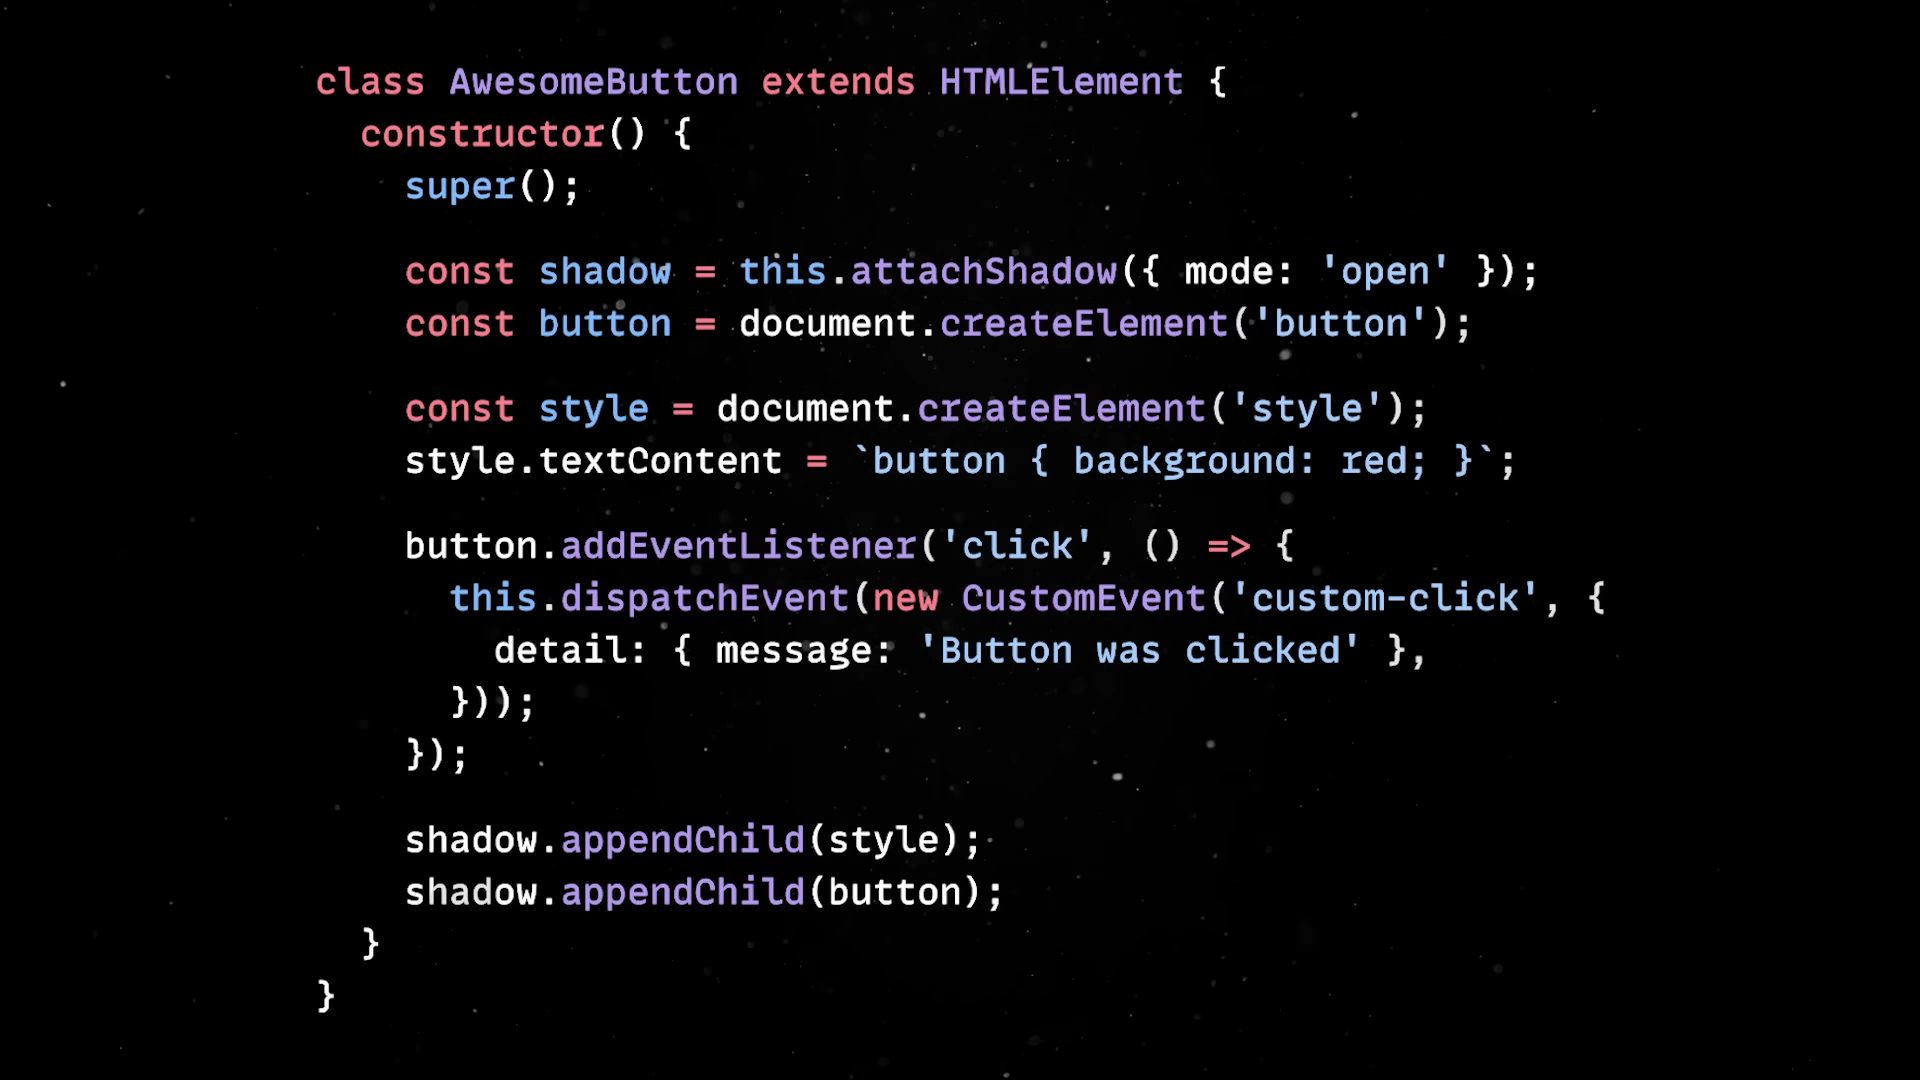 class AwesomeButton extends HTMLElement {
  constructor() {
    super();

    const shadow = this.attachShadow({ mode: 'open' });
    const button = document.createElement('button');

    const style = document.createElement('style');
    style.textContent = `button { background: red; }`;

    button.addEventListener('click', () => {
      this.dispatchEvent(new CustomEvent('custom-click', {
        detail: { message: 'Button was clicked' },
      }));
    });

    shadow.appendChild(style);
    shadow.appendChild(button);
  }
}